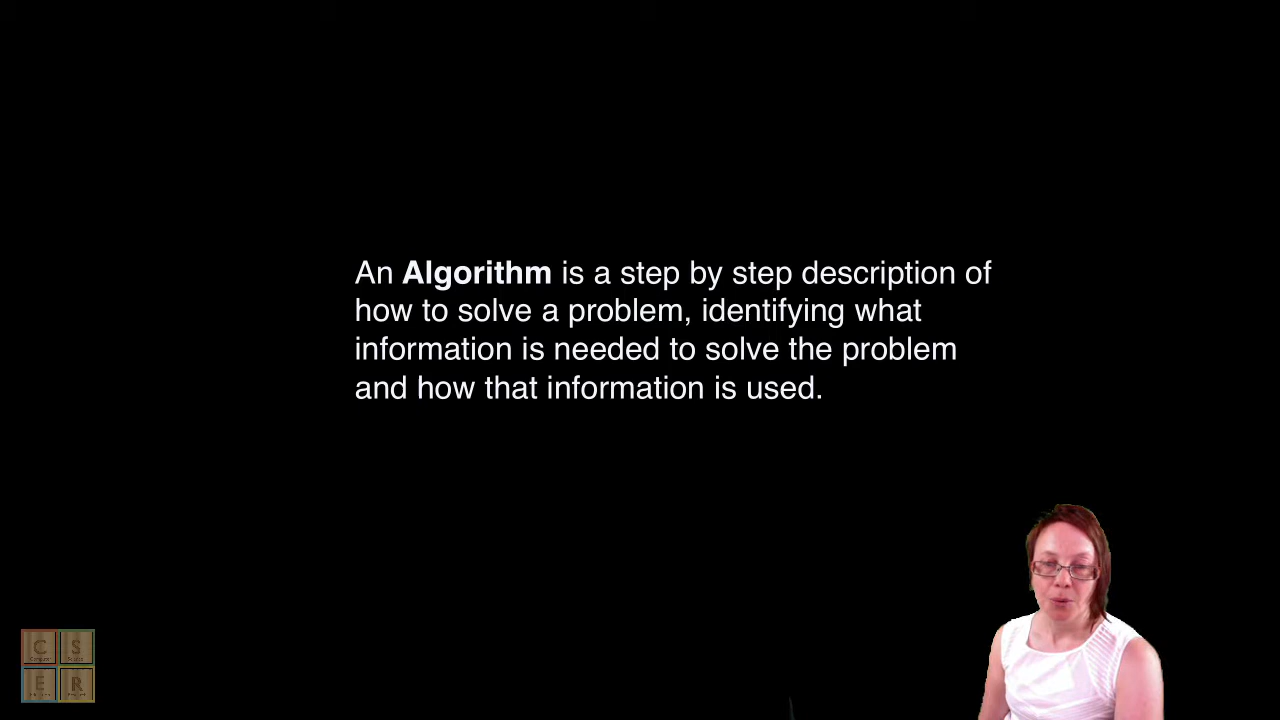 An Algorithm is a step by step description of
how to solve a problem, identifying what
information is needed to solve the problem
and how that information is used.
C S
E R